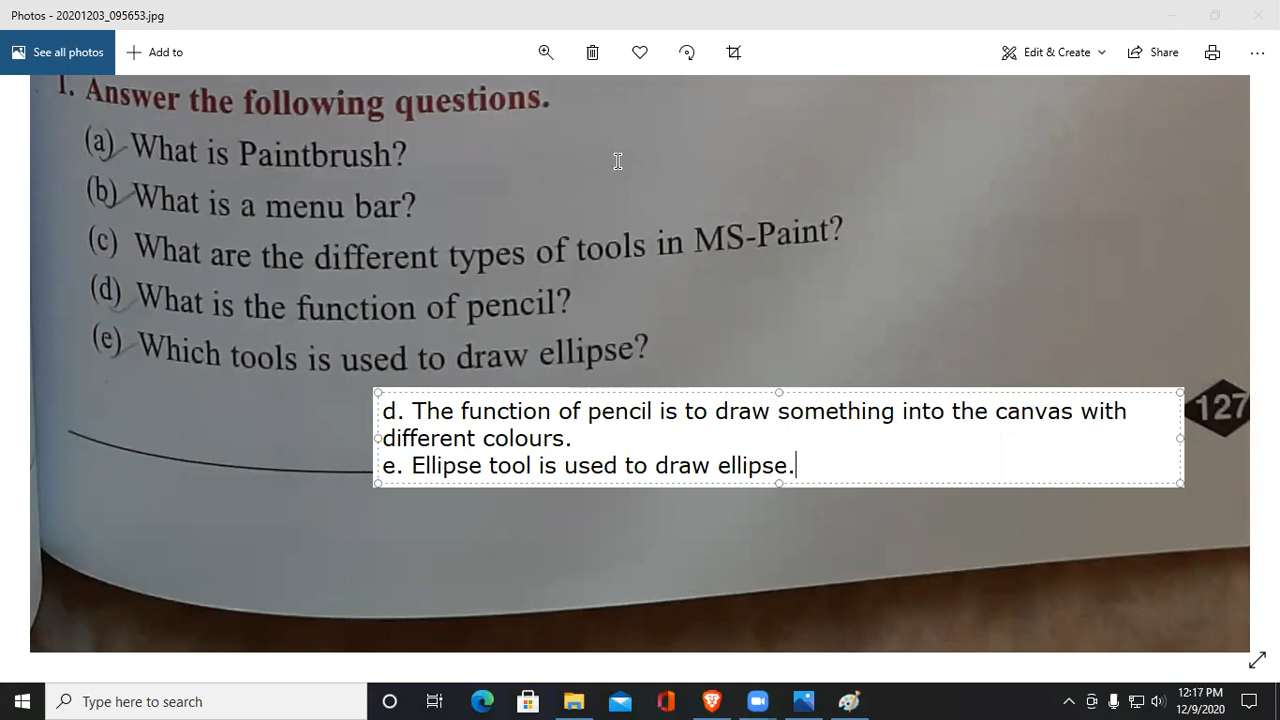 Photos - 20201203_095653.jpg
See all photos
Add to
Edit & Create
Share
1. Answer the following questions.
(a) What is Paintbrush?
(b) What is a menu bar?
(c) What are the different types of tools in MS-Paint?
(d) What is the function of pencil?
(e) Which tools is used to draw ellipse?
d. The function of pencil is to draw something into the canvas with
different colours.
e. Ellipse tool is used to draw ellipse.
127
Type here to search
12:17 PM
12/9/2020